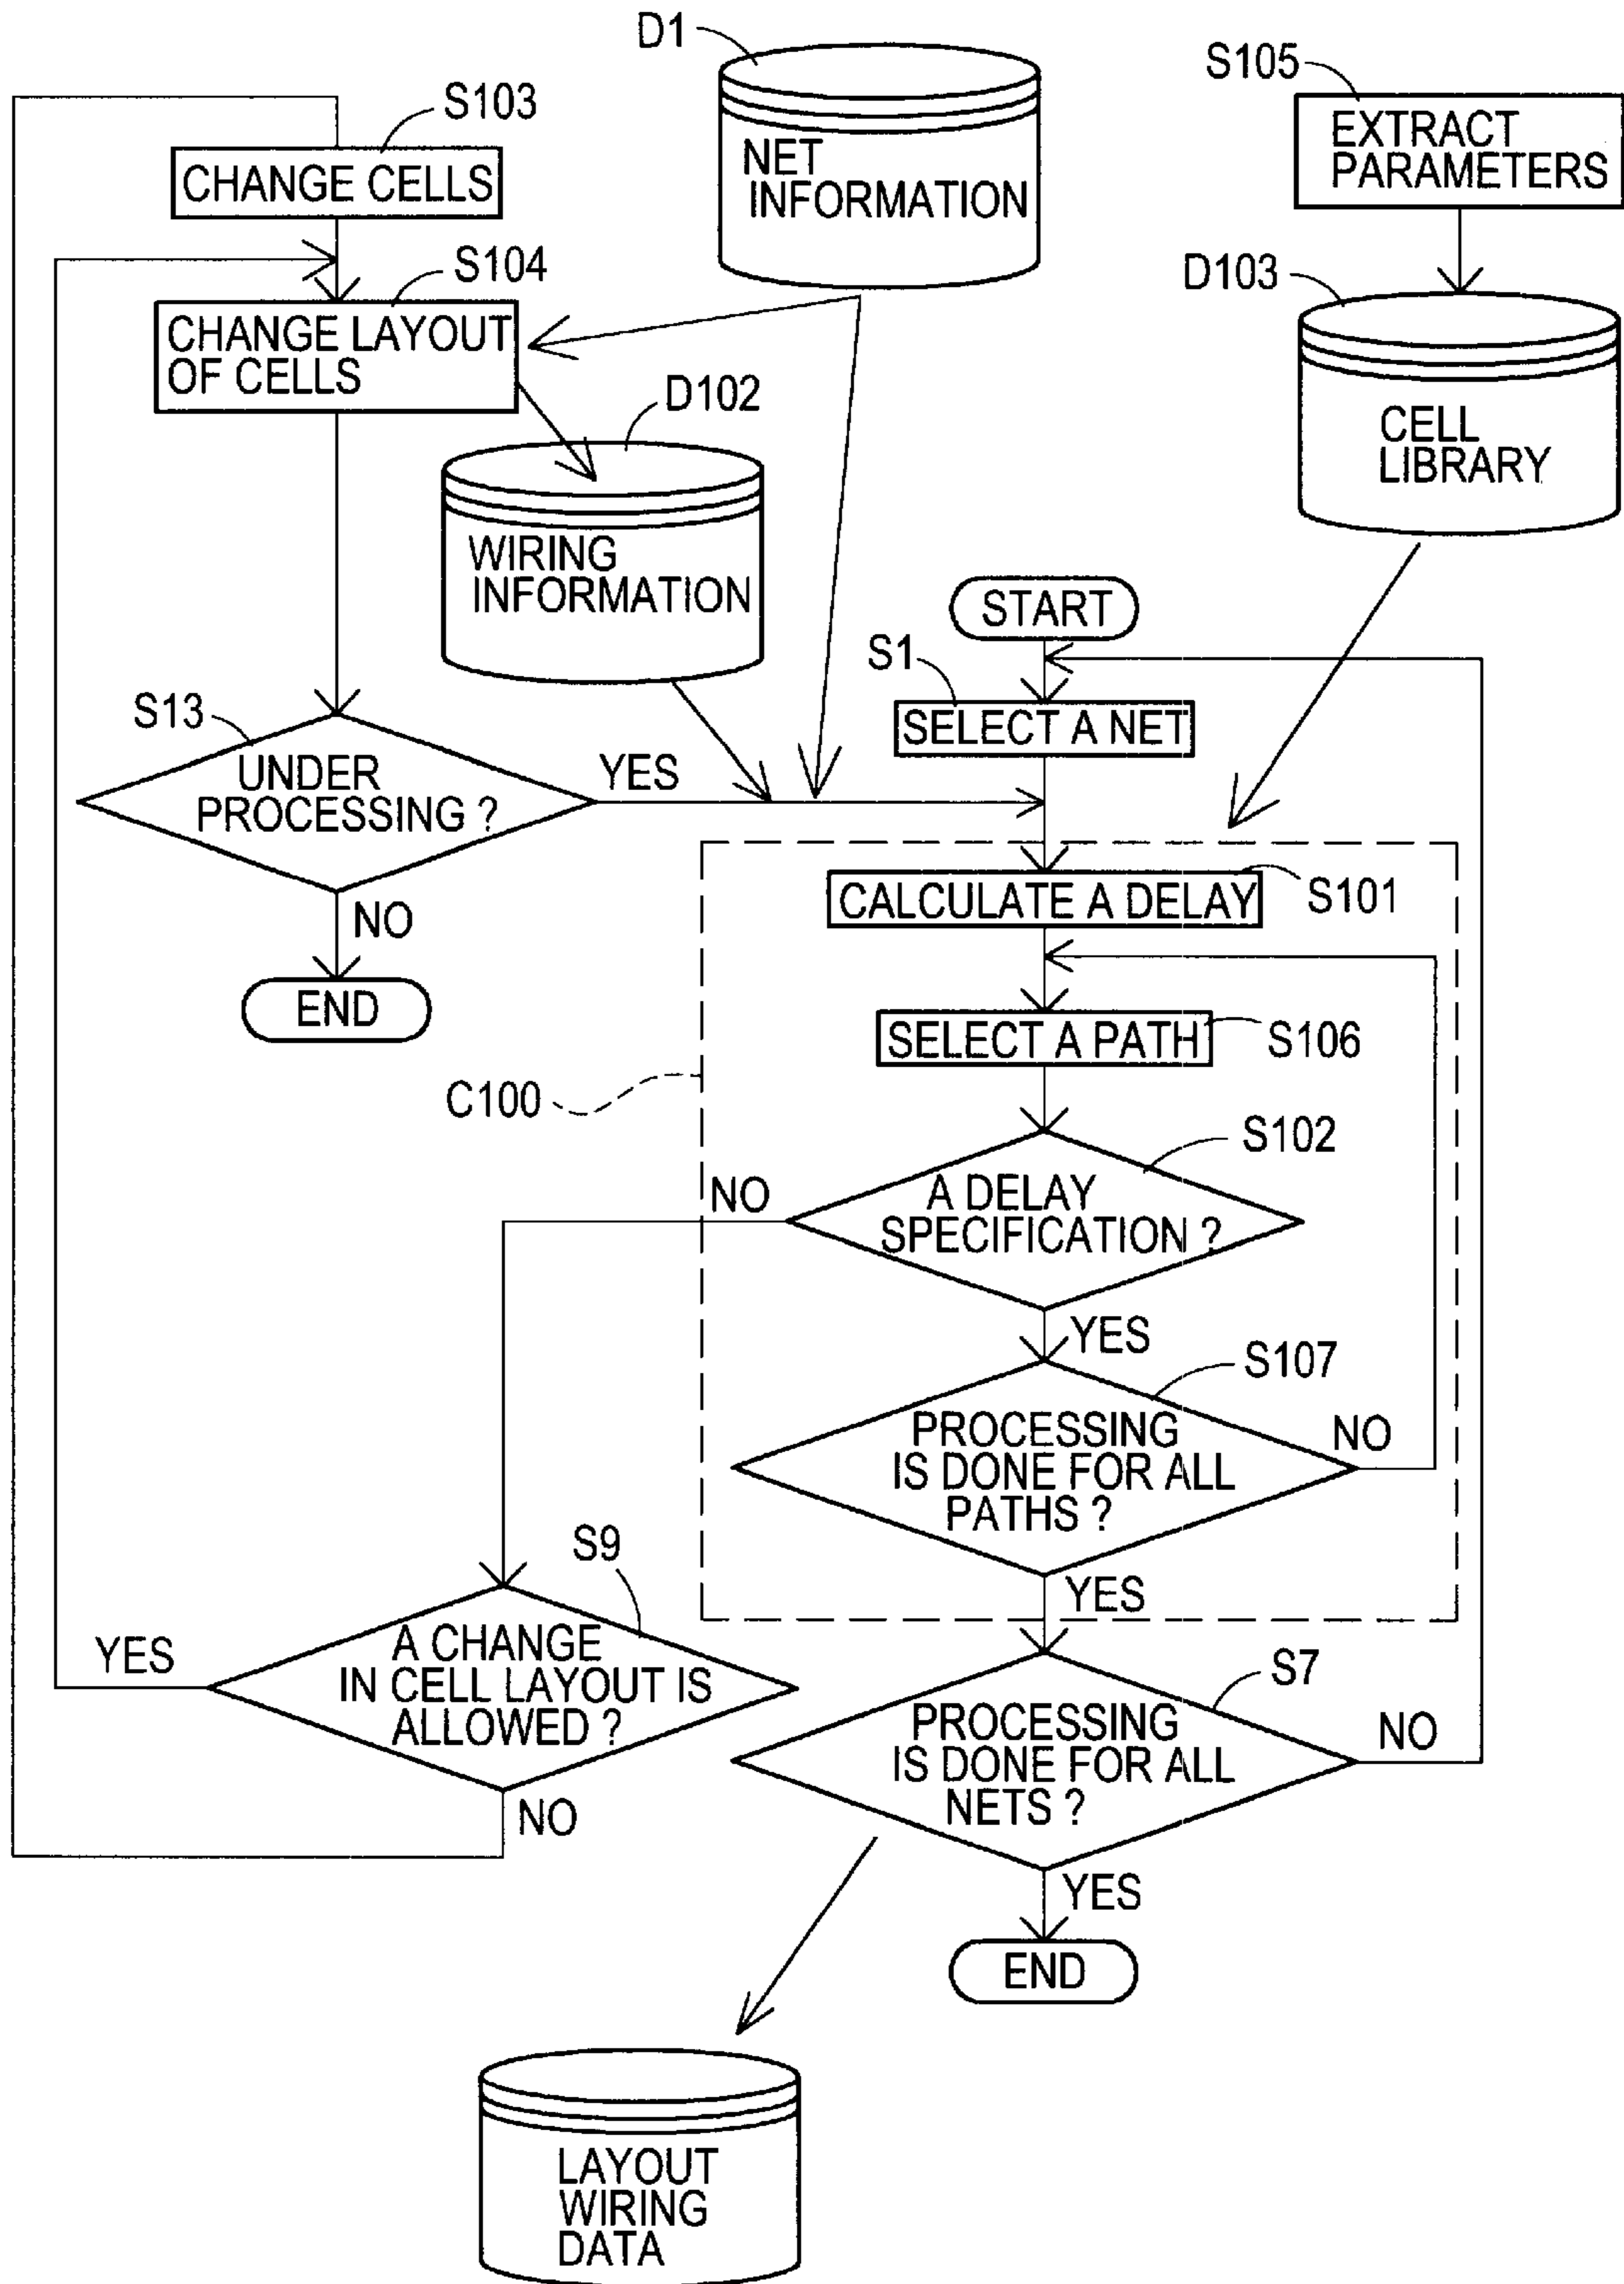 D1
S105
S103
EXTRACT
PARAMETERS
CHANGE CELLS
NET
INFORMATION
S104
D103
CHANGE LAYOUT
OF CELLS
D102
CELL
LIBRARY
WIRING
INFORMATION
START
S1
SELECT A NET
S13
UNDER
PROCESSING ?
YES
NO
END
CALCULATE A DELAY
S101
SELECT A PATH
S106
C100
S102
A DELAY
SPECIFICATION ?
NO
YES
S107
PROCESSING
IS DONE FOR ALL
PATHS ?
NO
YES
S9
A CHANGE
IN CELL LAYOUT IS
ALLOWED ?
YES
NO
S7
PROCESSING
IS DONE FOR ALL
NETS ?
NO
YES
END
LAYOUT
WIRING
DATA